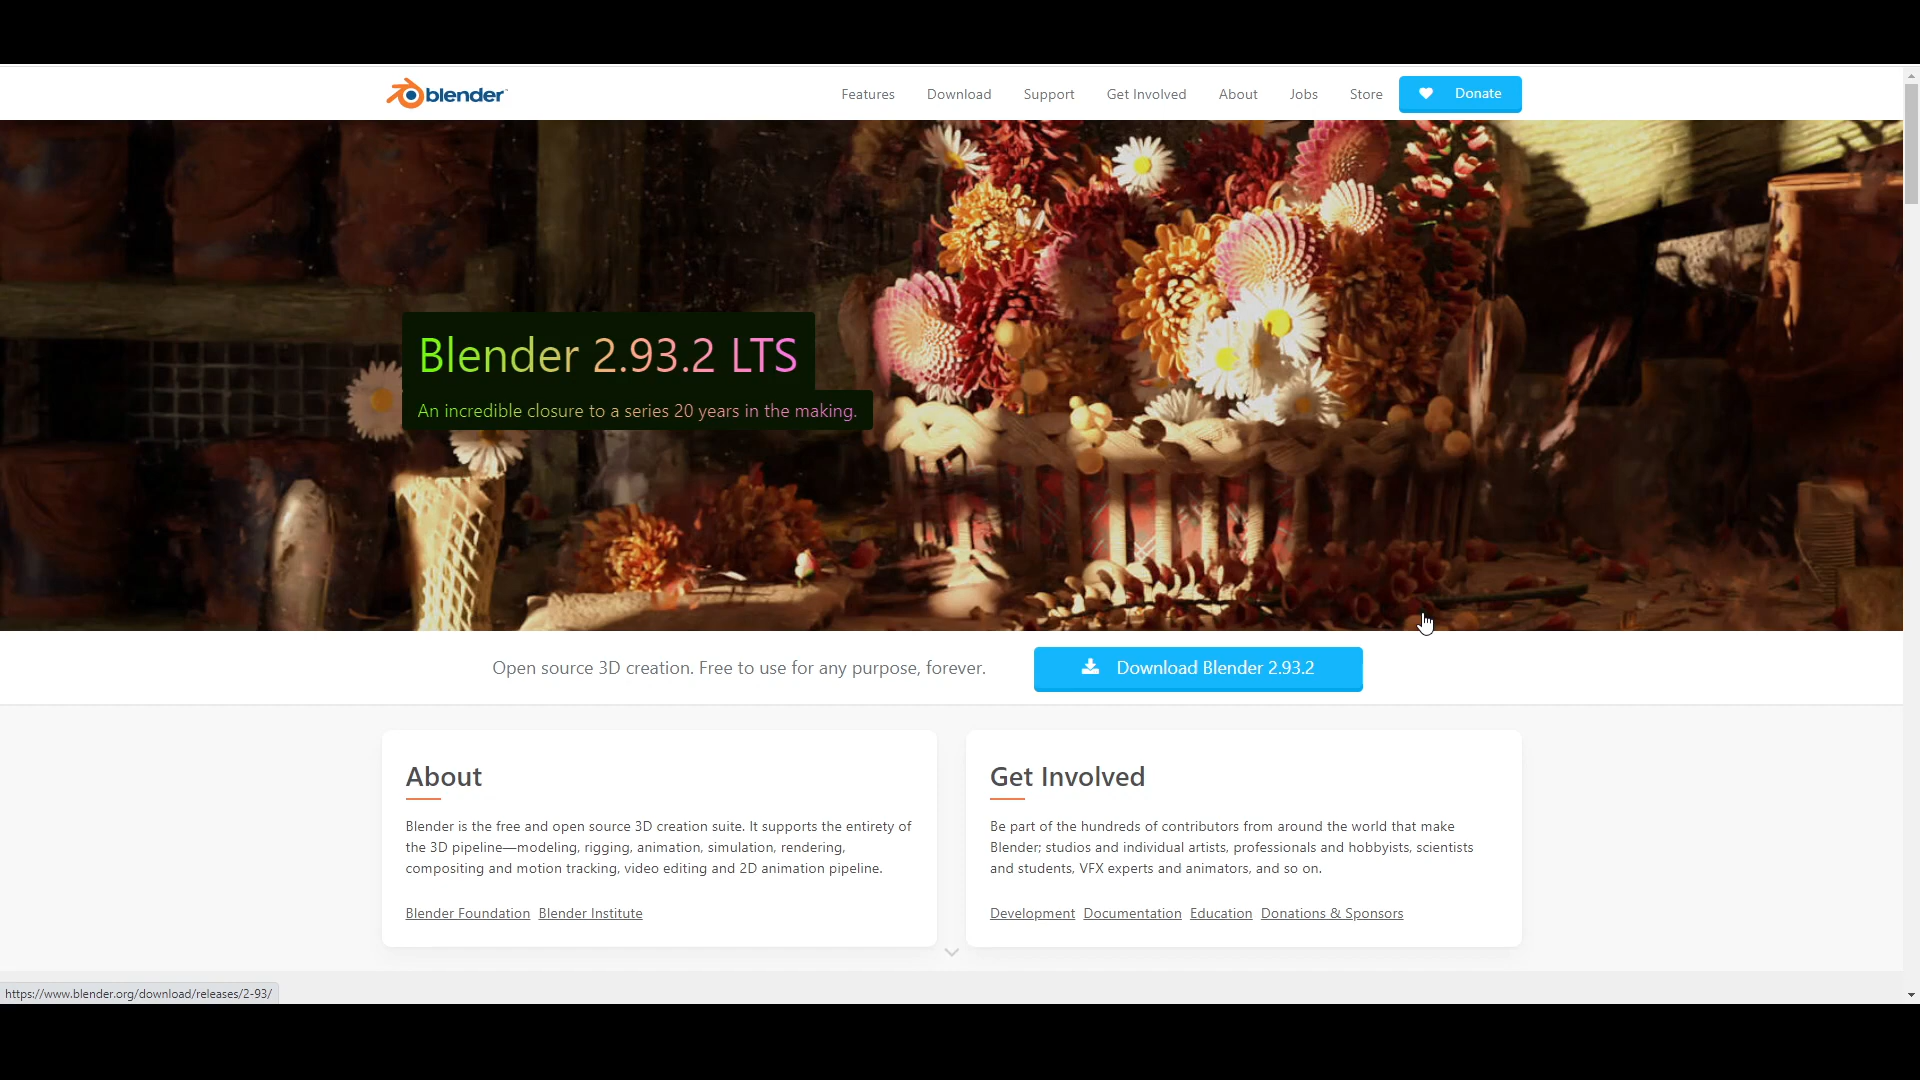 blender
Features Download Support Get Involved About Jobs Store Donate
Blender 2.93.2 LTS
An incredible closure to a series 20 years in the making.
Open source 3D creation. Free to use for any purpose, forever.
Download Blender 2.93.2
About
Blender is the free and open source 3D creation suite. It supports the entirety of
the 3D pipeline—modeling, rigging, animation, simulation, rendering,
compositing and motion tracking, video editing and 2D animation pipeline.
Blender Foundation Blender Institute
Get Involved
Be part of the hundreds of contributors from around the world that make
Blender; studios and individual artists, professionals and hobbyists, scientists
and students, VFX experts and animators, and so on.
Development Documentation Education Donations & Sponsors
https://www.blender.org/download/releases/2-93/